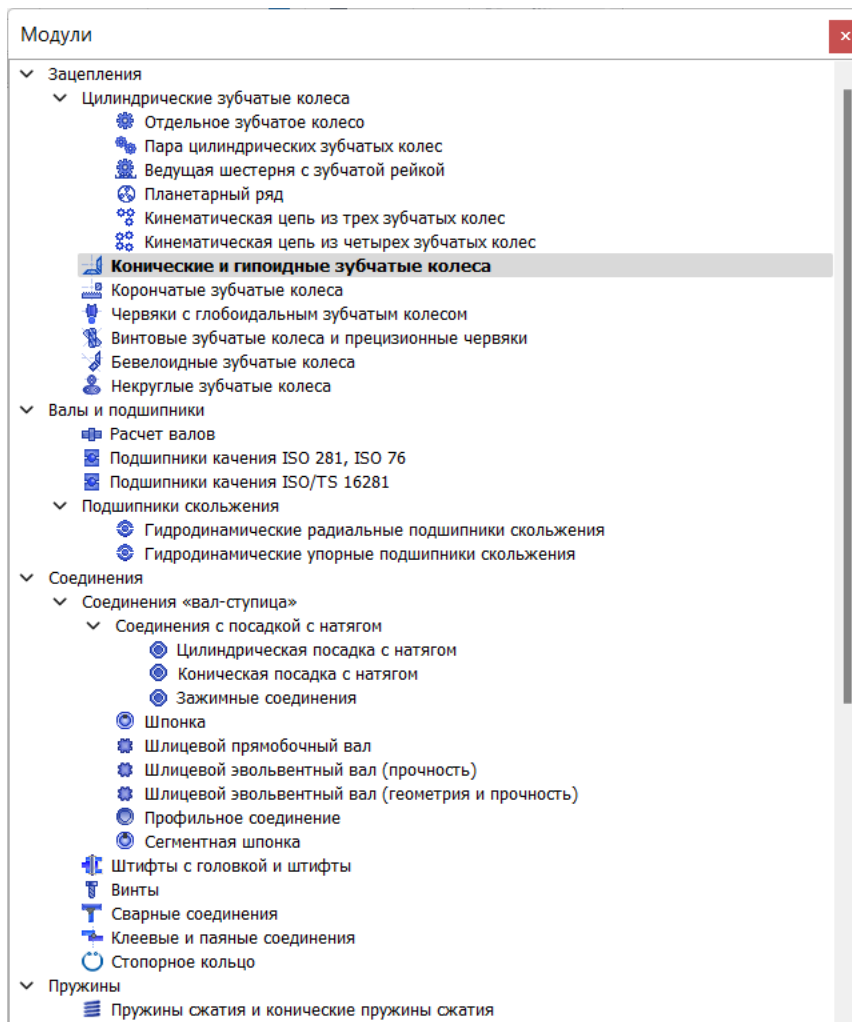 Модули
Зацепления
Цилиндрические зубчатые колеса
Отдельное зубчатое колесо
Пара цилиндрических зубчатых колес
Ведущая шестерня с зубчатой рейкой
Планетарный ряд
Кинематическая цепь из трех зубчатых колес
Кинематическая цепь из четырех зубчатых колес
Конические и гипоидные зубчатые колеса
Корончатые зубчатые колеса
Червяки с глобоидальным зубчатым колесом
Винтовые зубчатые колеса и прецизионные червяки
Бевелоидные зубчатые колеса
Некруглые зубчатые колеса
Валы и подшипники
Расчет валов
Подшипники качения ISO 281, ISO 76
Подшипники качения ISO/TS 16281
Подшипники скольжения
Гидродинамические радиальные подшипники скольжения
Гидродинамические упорные подшипники скольжения
Соединения
Соединения «вал-ступица»
Соединения с посадкой с натягом
Цилиндрическая посадка с натягом
Коническая посадка с натягом
Зажимные соединения
Шпонка
Шлицевой прямобочный вал
Шлицевой эвольвентный вал (прочность)
Шлицевой эвольвентный вал (геометрия и прочность)
Профильное соединение
Сегментная шпонка
Штифты с головкой и штифты
Винты
Сварные соединения
Клеевые и паяные соединения
Стопорное кольцо
Пружины
Пружины сжатия и конические пружины сжатия